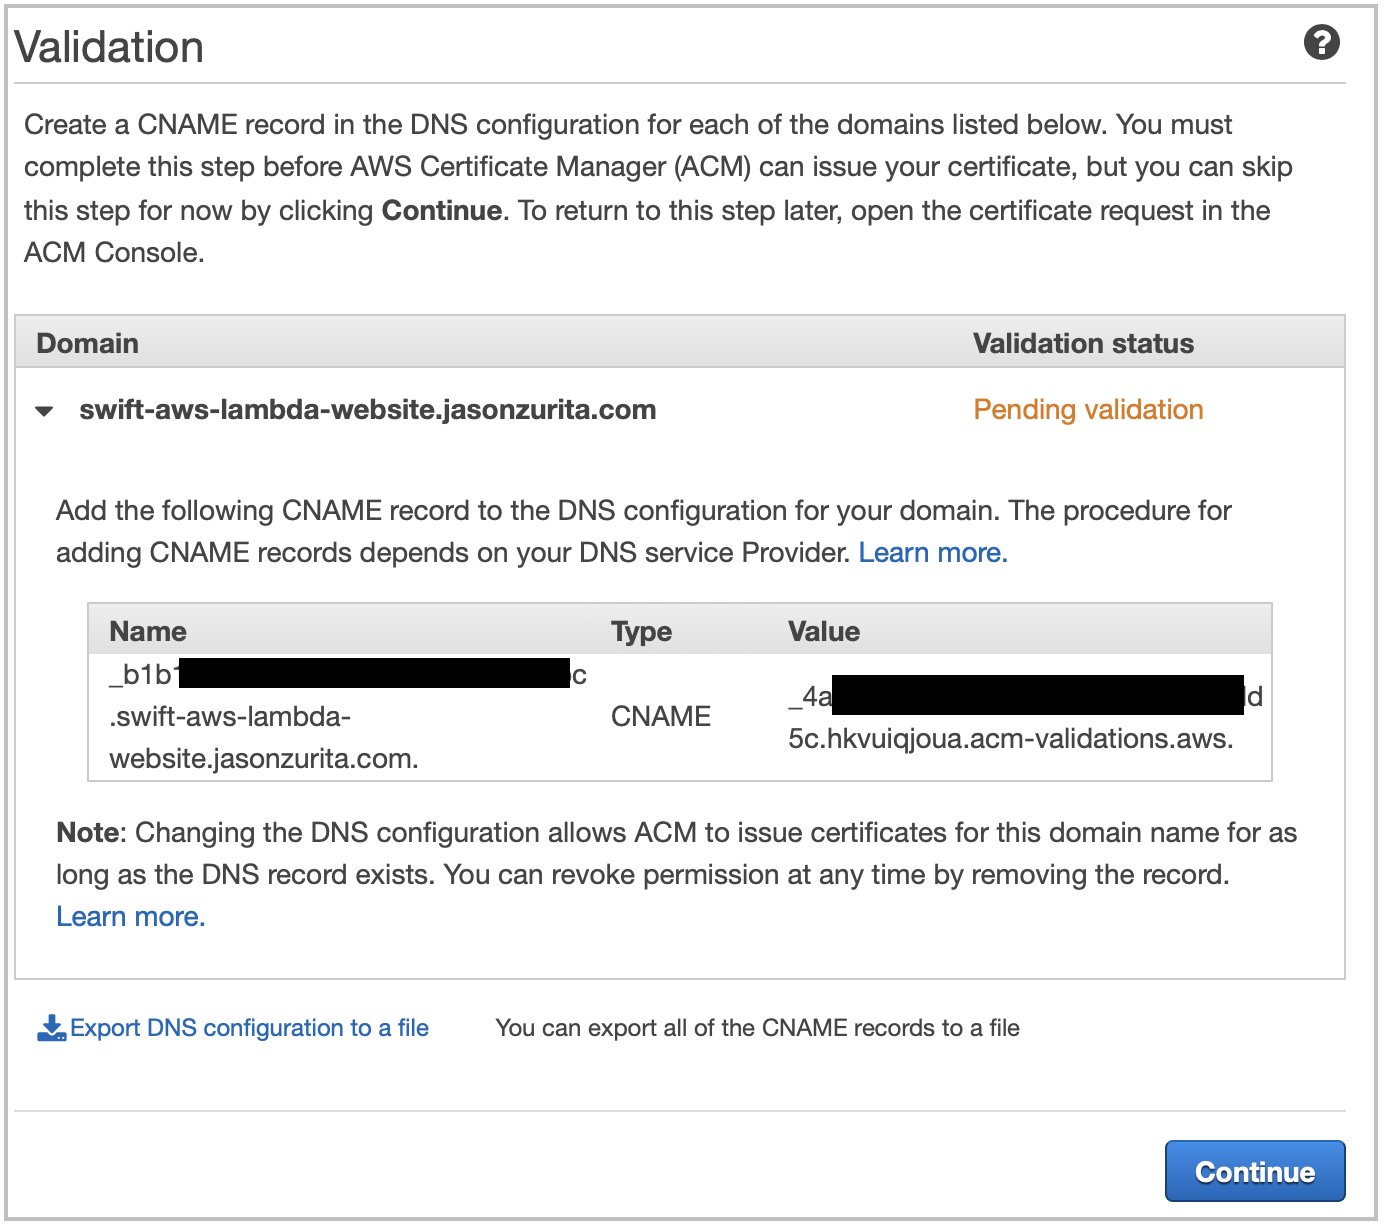 Validation
?
Create a CNAME record in the DNS configuration for each of the domains listed below. You must
complete this step before AWS Certificate Manager (ACM) can issue your certificate, but you can skip
this step for now by clicking Continue. To return to this step later, open the certificate request in the
ACM Console.
Domain Validation status
swift-aws-lambda-website.jasonzurita.com Pending validation
Add the following CNAME record to the DNS configuration for your domain. The procedure for
adding CNAME records depends on your DNS service Provider. Learn more.
Name Type Value
.swift-aws-lambda-
website.jasonzurita.com.
CNAME
5c.hkvuiqjoua.acm-validations.aws.
Note: Changing the DNS configuration allows ACM to issue certificates for this domain name for as
long as the DNS record exists. You can revoke permission at any time by removing the record.
Learn more.
Export DNS configuration to a file You can export all of the CNAME records to a file
Continue